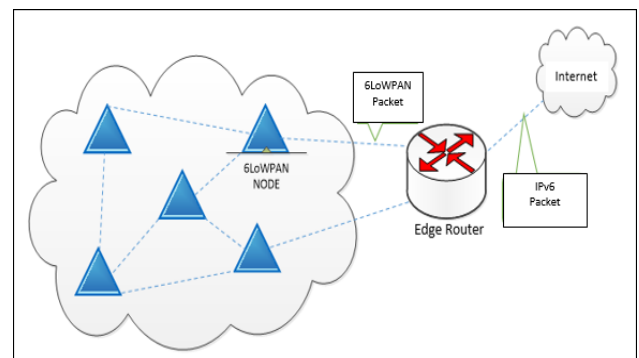 6LoWPAN
Packet
Internet
6LoWPAN
NODE
Edge Router
IPv6
Packet